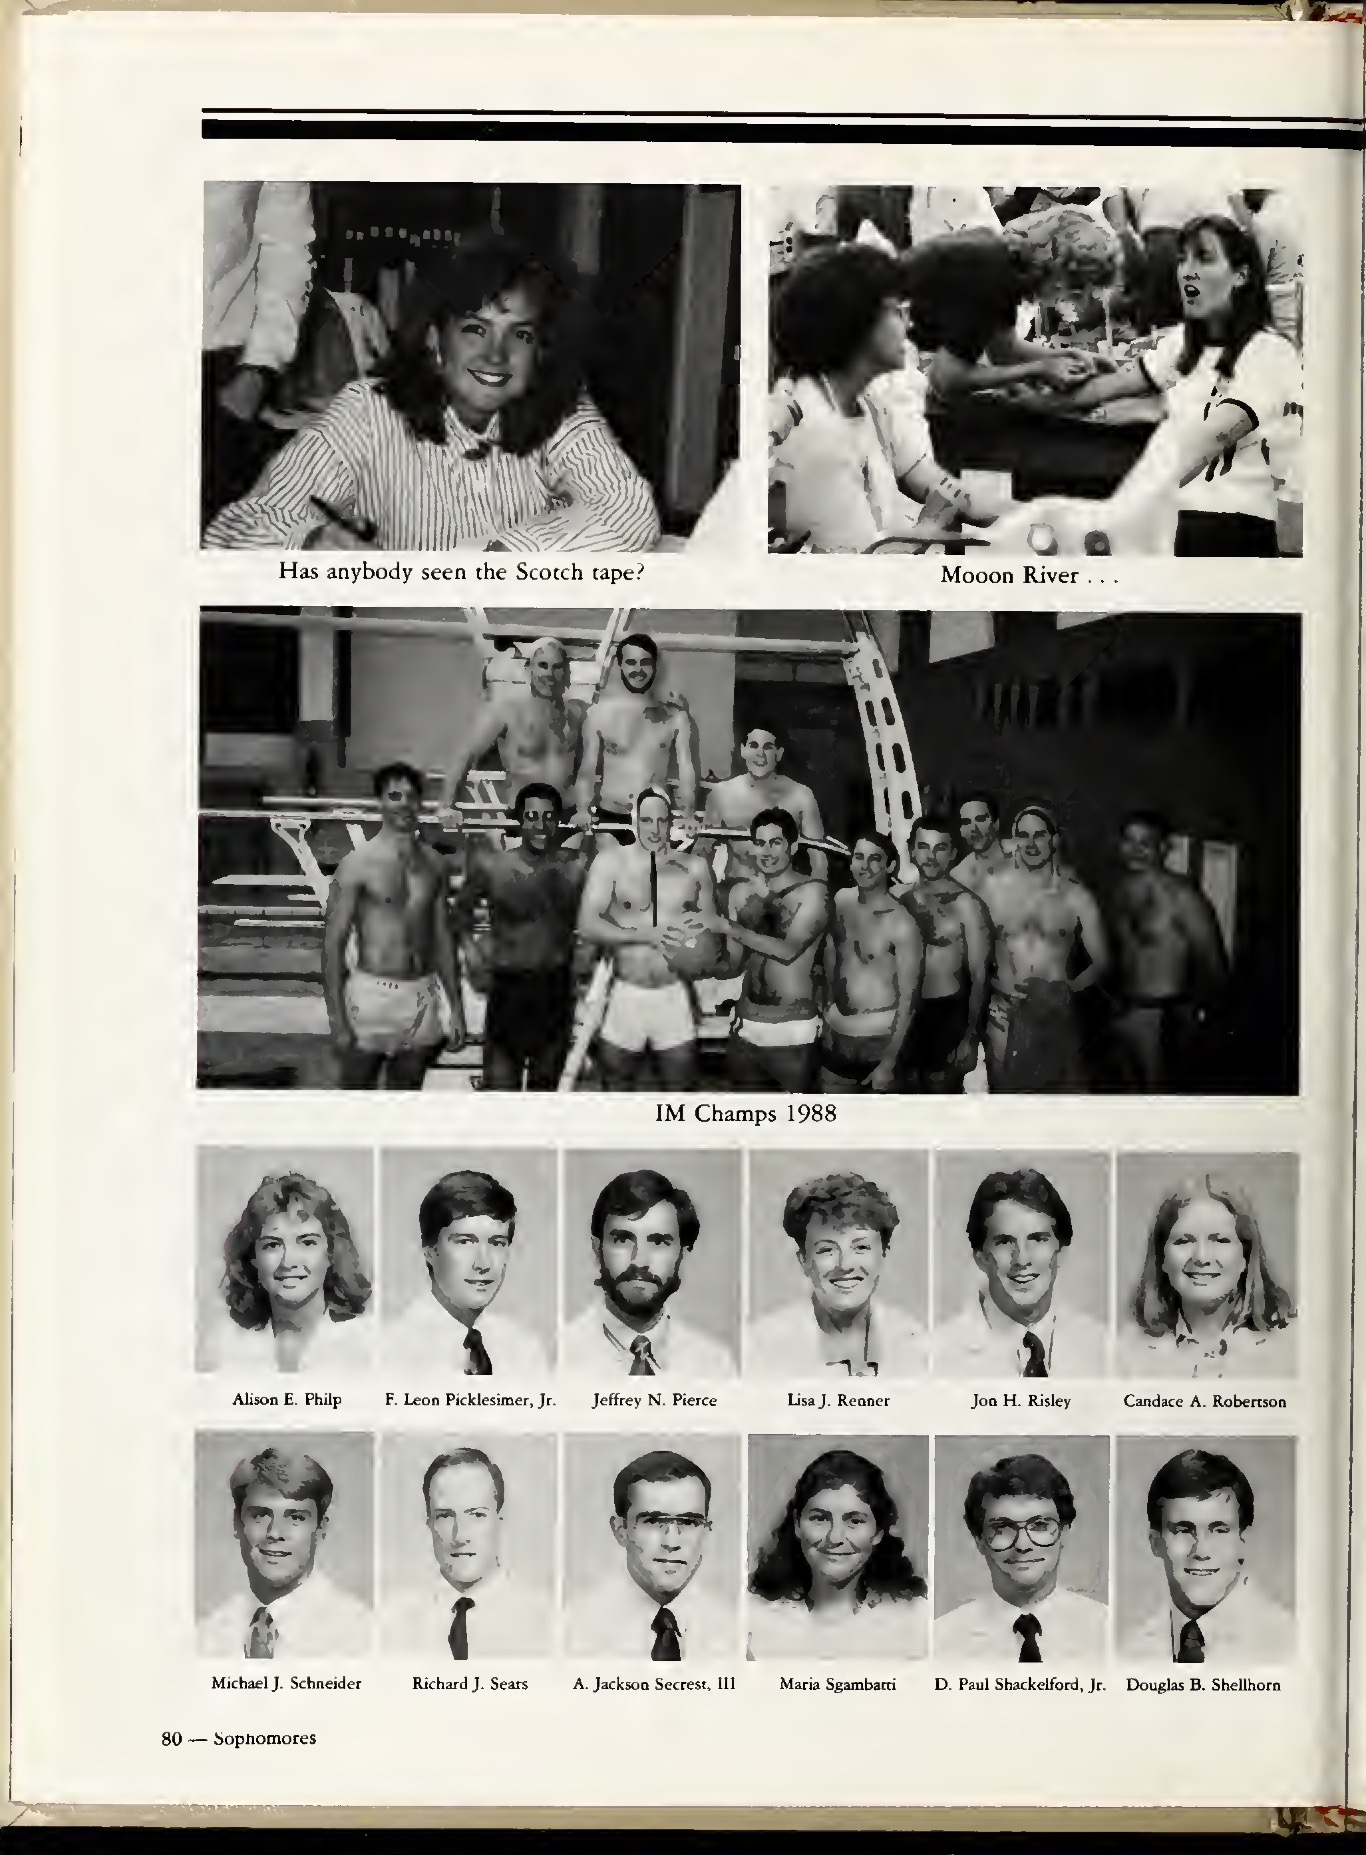 Has anybody seen the Scotch tape?
Mooon River . . .
IM Champs 1988
Alison E. Philp
F. Leon Picklesimer, Jr.
Jeffrey N. Pierce
Lisa J. Renner
Jon H. Risley
Candace A. Robertson
Michael J. Schneider
Richard J. Sears
A. Jackson Secrest, III
Maria Sgambatti
D. Paul Shackelford, Jr.
Douglas B. Shellhorn
80 — Sophomores